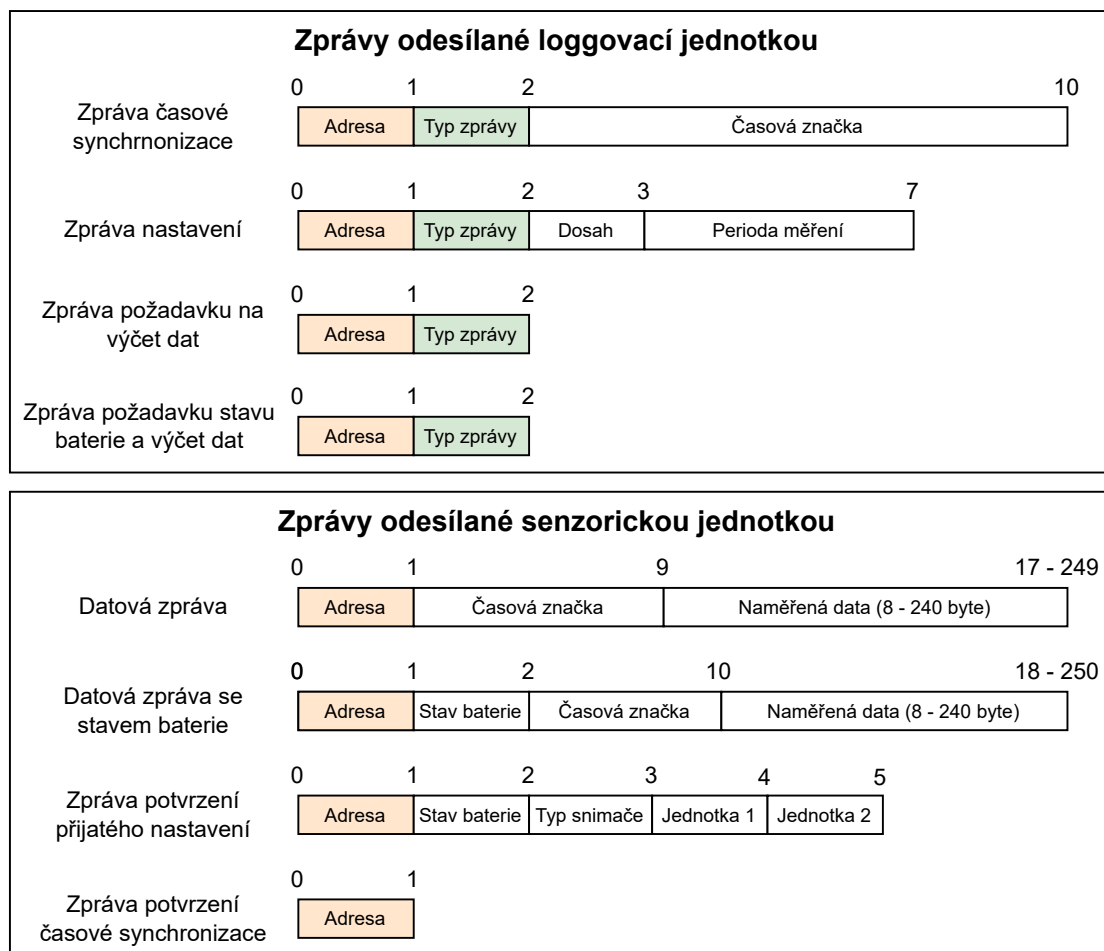 Zprávy odesílané loggovací jednotkou
0 1 2 10
Zpráva časové
synchrnonizace
Adresa Typ zprávy Časová značka
0 1 2 3 7
Zpráva nastavení
Adresa Typ zprávy Dosah Perioda měření
0 1 2
Zpráva požadavku na
výčet dat
Adresa Typ zprávy
0 1 2
Zpráva požadavku stavu
baterie a výčet dat
Adresa Typ zprávy
Zprávy odesílané senzorickou jednotkou
0 1 9 17 - 249
Datová zpráva
Adresa Časová značka Naměřená data (8 - 240 byte)
0 1 2 10 18 - 250
Datová zpráva se
stavem baterie
Adresa Stav baterie Časová značka Naměřená data (8 - 240 byte)
0 1 2 3 4 5
Zpráva potvrzení
přijatého nastavení
Adresa Stav baterie Typ snimače Jednotka 1 Jednotka 2
0 1
Zpráva potvrzení
časové synchronizace
Adresa